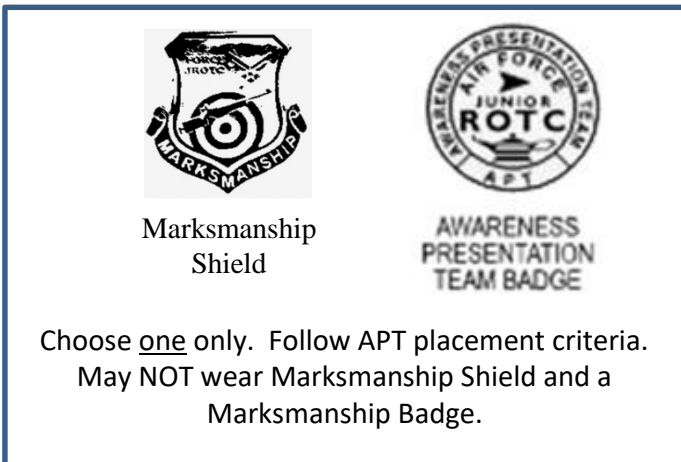 FORCE
JROTC
MARKSMANSHIP
AWARENESS PRESENTATION TEAM
AIR FORCE
JUNIOR
ROTC
APT
Marksmanship
Shield
AWARENESS
PRESENTATION
TEAM BADGE
Choose one only. Follow APT placement criteria.
May NOT wear Marksmanship Shield and a
Marksmanship Badge.